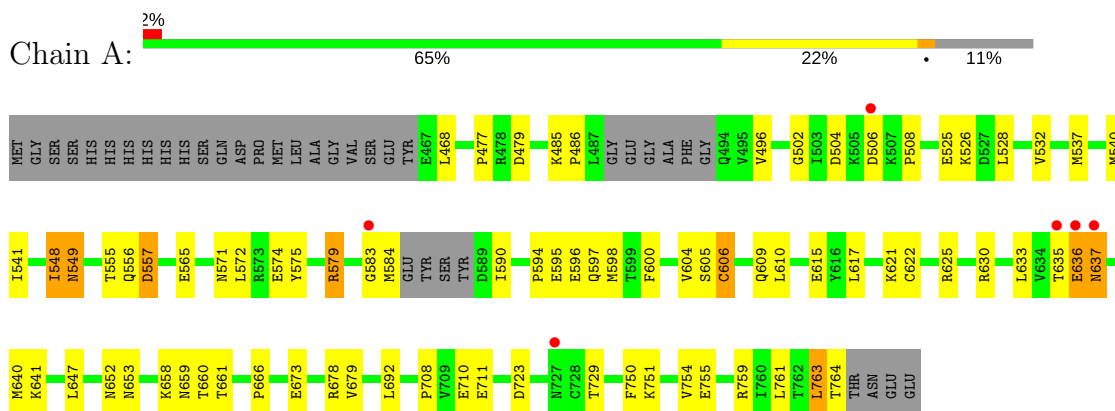 2%
Chain A:
65% 22% • 11%
MET GLY SER SER HIS HIS HIS HIS HIS HIS SER GLN ASP PRO MET LEU ALA GLY VAL SER GLU TYR E467 L468 P477 R478 D479 K485 P486 L487 GLY GLU GLY ALA PHE GLY Q494 V495 V496 G502 I503 D504 K505 D506 K507 P508 E525 K526 D527 L528 V532 M537 M540
I541 I548 N549 T555 Q556 D557 E565 N571 L572 R573 E574 Y575 R579 G583 M584 GLU TYR SER TYR D589 I590 P594 E595 E596 Q597 M598 T599 F600 V604 S605 C606 Q609 L610 E615 Y616 L617 K621 C622 R625 R630 L633 V634 T635 E636 N637
M640 K641 L647 N652 N653 K658 N659 T660 T661 P666 E673 R678 V679 L692 P708 V709 E710 E711 D723 N727 C728 T729 F750 K751 V754 E755 R759 I760 L761 T762 L763 T764 THR ASN GLU GLU